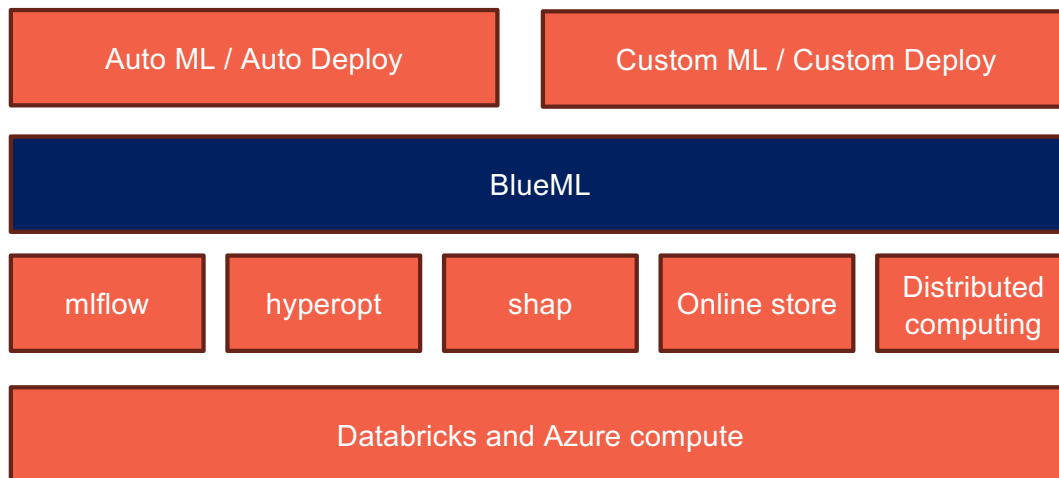 Auto ML / Auto Deploy
Custom ML / Custom Deploy
BlueML
mlflow
hyperopt
shap
Online store
Distributed
computing
Databricks and Azure compute